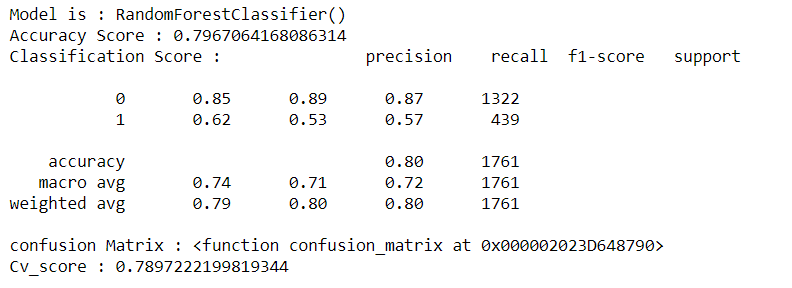 Model is : RandomForestClassifier()
Accuracy Score : 0.7967064168086314
Classification Score :               precision    recall  f1-score   support

           0       0.85      0.89      0.87      1322
           1       0.62      0.53      0.57       439

    accuracy                           0.80      1761
   macro avg       0.74      0.71      0.72      1761
weighted avg       0.79      0.80      0.80      1761

confusion Matrix : <function confusion_matrix at 0x000002023D648790>
Cv_score : 0.7897222199819344